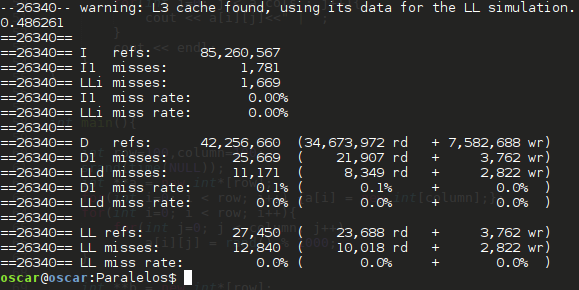 --26340-- warning: L3 cache found, using its data for the LL simulation.
0.486261
==26340==
==26340== I   refs:      85,260,567
==26340== I1  misses:         1,781
==26340== LLi misses:         1,669
==26340== I1  miss rate:       0.00%
==26340== LLi miss rate:       0.00%
==26340==
==26340== D   refs:      42,256,660  (34,673,972 rd   + 7,582,688 wr)
==26340== D1  misses:        25,669  (    21,907 rd   +     3,762 wr)
==26340== LLd misses:        11,171  (     8,349 rd   +     2,822 wr)
==26340== D1  miss rate:        0.1% (       0.1%     +       0.0%  )
==26340== LLd miss rate:        0.0% (       0.0%     +       0.0%  )
==26340==
==26340== LL refs:           27,450  (    23,688 rd   +     3,762 wr)
==26340== LL misses:         12,840  (    10,018 rd   +     2,822 wr)
==26340== LL miss rate:         0.0% (       0.0%     +       0.0%  )
oscar@oscar:Paralelos$